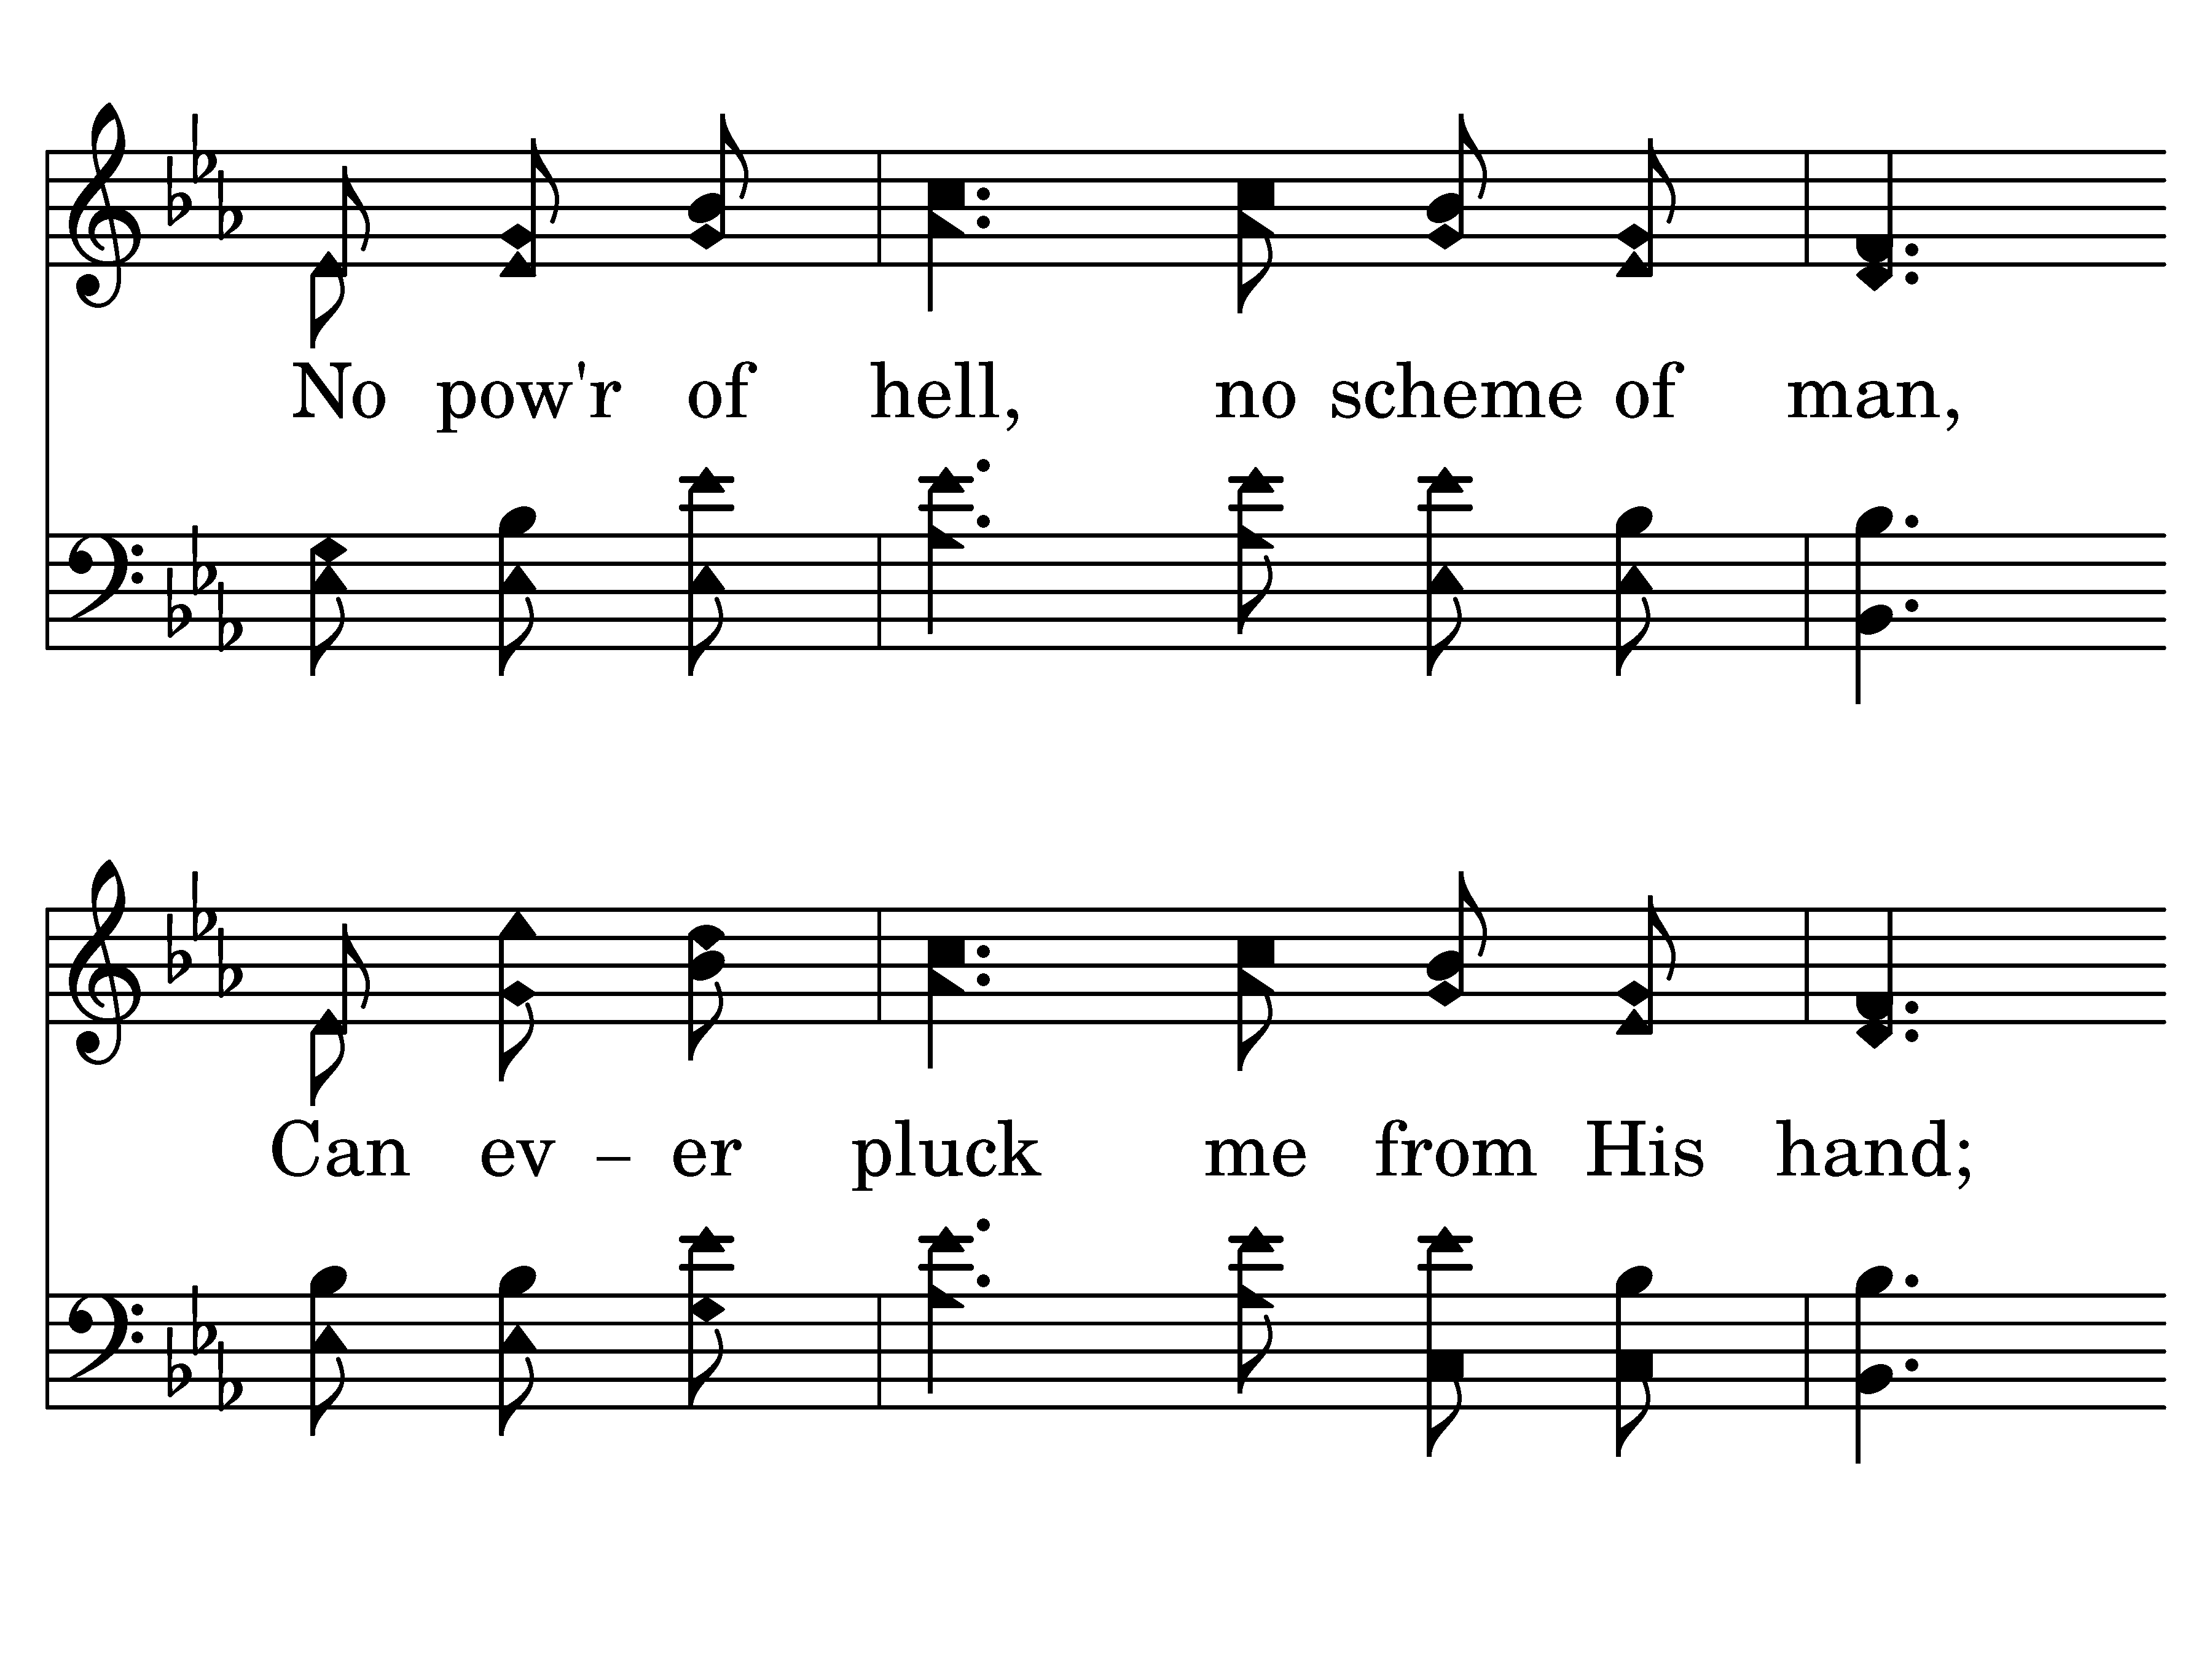 No pow'r of hell, no scheme of man,
Can ev – er pluck me from His hand;